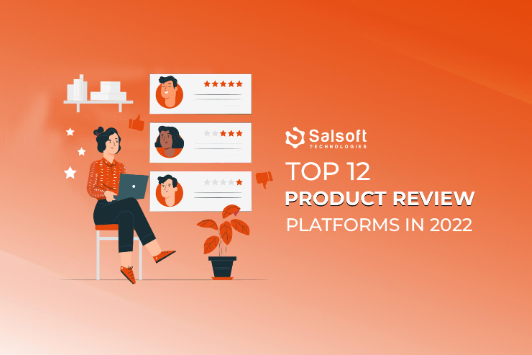 Salsoft
TECHNOLOGIES
TOP 12
PRODUCT REVIEW
PLATFORMS IN 2022